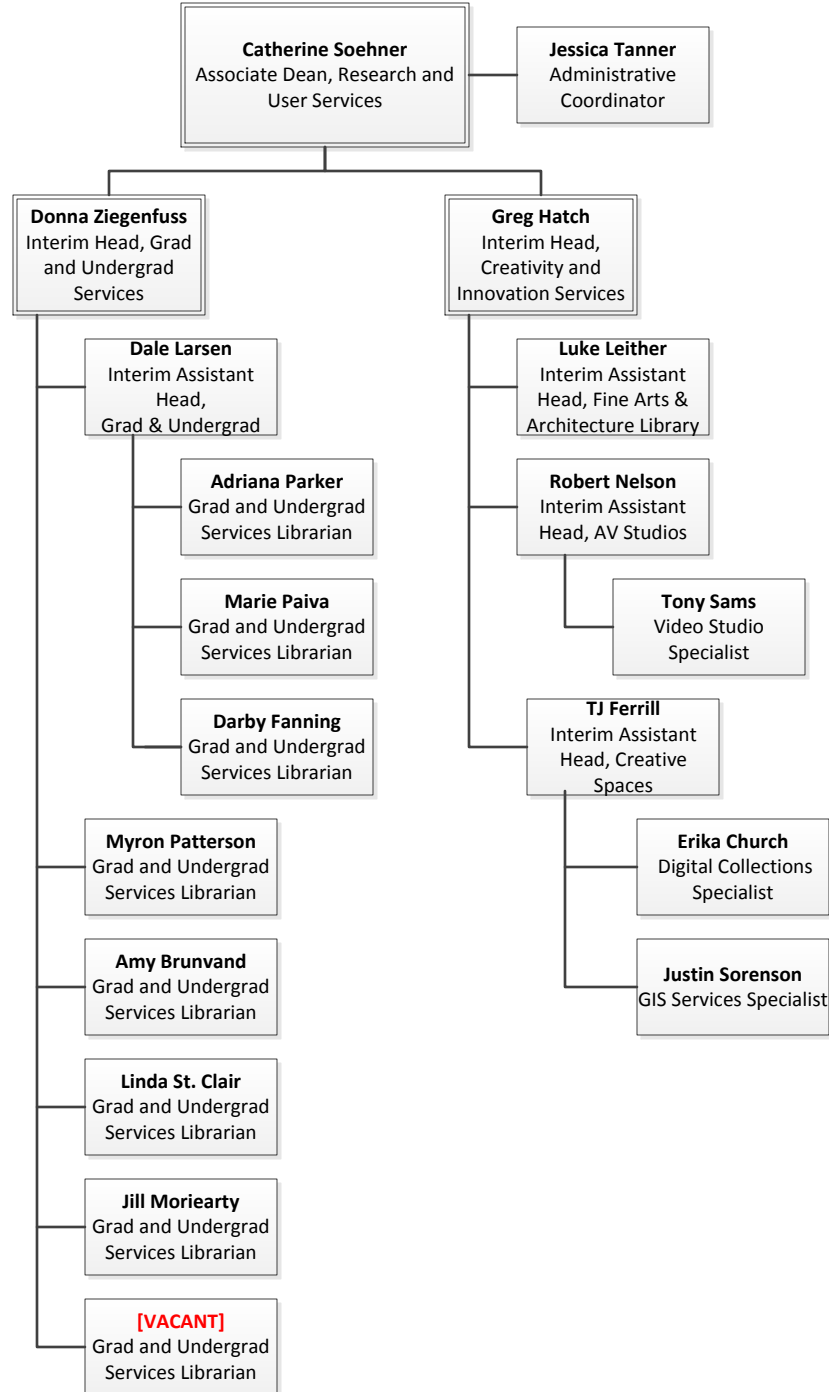 Catherine Soehner
Associate Dean, Research and
User Services
Jessica Tanner
Administrative
Coordinator
Donna Ziegenfuss
Interim Head, Grad
and Undergrad
Services
Greg Hatch
Interim Head,
Creativity and
Innovation Services
Dale Larsen
Interim Assistant
Head,
Grad & Undergrad
Luke Leither
Interim Assistant
Head, Fine Arts &
Architecture Library
Adriana Parker
Grad and Undergrad
Services Librarian
Robert Nelson
Interim Assistant
Head, AV Studios
Marie Paiva
Grad and Undergrad
Services Librarian
Tony Sams
Video Studio
Specialist
Darby Fanning
Grad and Undergrad
Services Librarian
TJ Ferrill
Interim Assistant
Head, Creative
Spaces
Myron Patterson
Grad and Undergrad
Services Librarian
Erika Church
Digital Collections
Specialist
Amy Brunvand
Grad and Undergrad
Services Librarian
Justin Sorenson
GIS Services Specialist
Linda St. Clair
Grad and Undergrad
Services Librarian
Jill Moriearty
Grad and Undergrad
Services Librarian
[VACANT]
Grad and Undergrad
Services Librarian